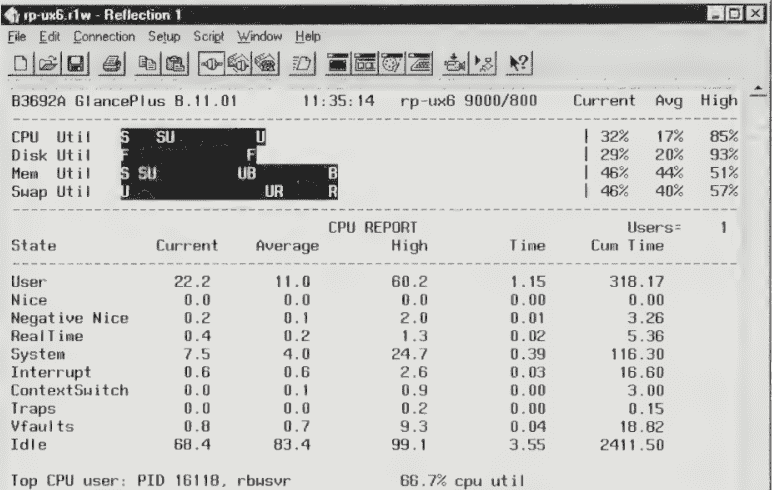 rp-ux6.r1w - Reflection 1
File Edit Connection Setup Script Window Help
B3692A GlancePlus B.11.01 11:35:14 rp-ux6 9000/800 Current Avg High
CPU Util S SU U | 32% 17% 85%
Disk Util F F | 29% 20% 93%
Mem Util S SU UB B | 46% 44% 51%
Swap Util U UR R | 46% 40% 57%
CPU REPORT Users= 1
State Current Average High Time Cum Time
User 22.2 11.0 60.2 1.15 318.17
Nice 0.0 0.0 0.0 0.00 0.00
Negative Nice 0.2 0.1 2.0 0.01 3.26
RealTime 0.4 0.2 1.3 0.02 5.36
System 7.5 4.0 24.7 0.39 116.30
Interrupt 0.6 0.6 2.6 0.03 16.60
ContextSwitch 0.0 0.1 0.9 0.00 3.00
Traps 0.0 0.0 0.2 0.00 0.15
Vfaults 0.8 0.7 9.3 0.04 18.82
Idle 68.4 83.4 99.1 3.55 2411.50
Top CPU user: PID 16118, rbwsvr 66.7% cpu util